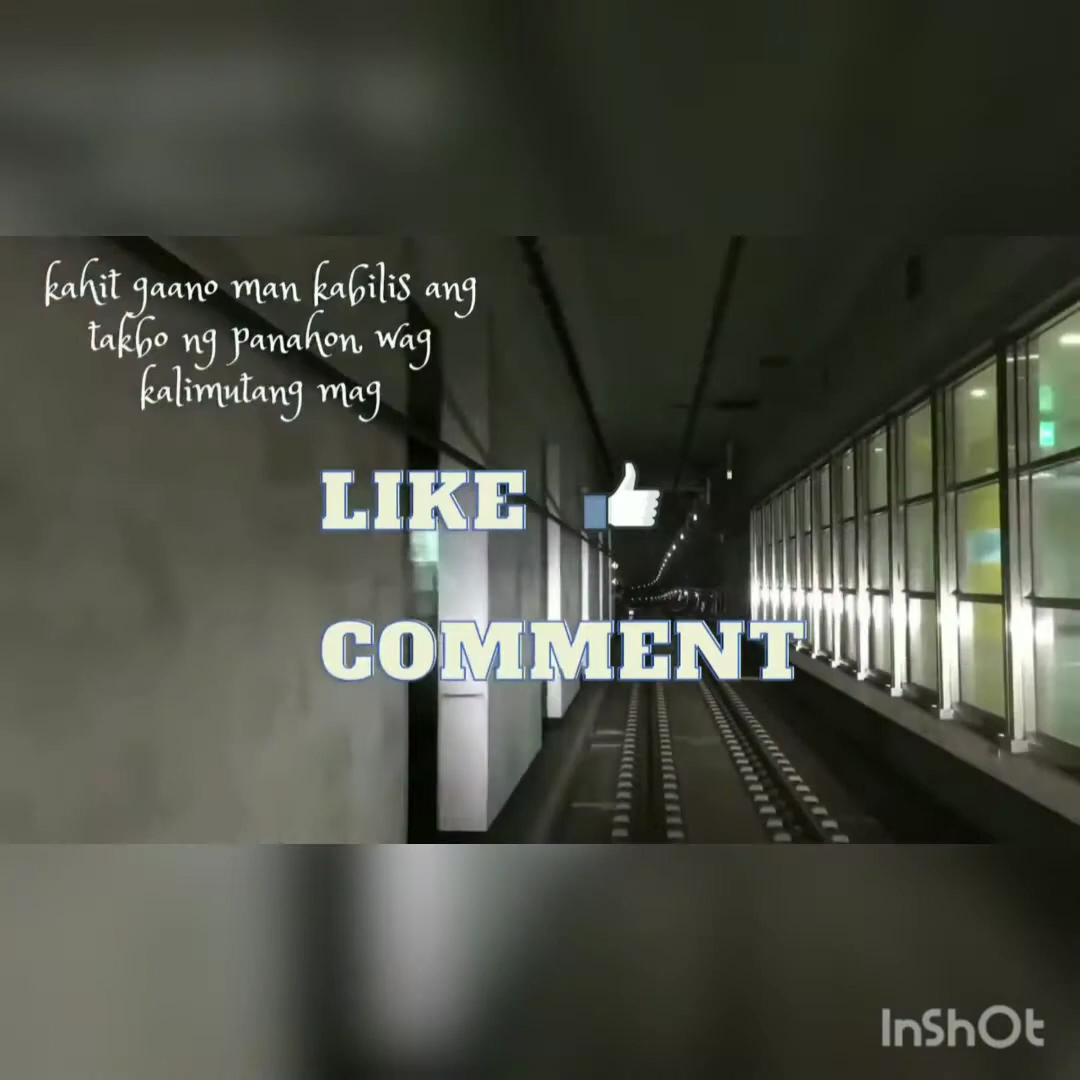 kahit gaano man kabilis ang
takbo ng panahon, wag
kalimutang mag
LIKE
COMMENT
InShOt